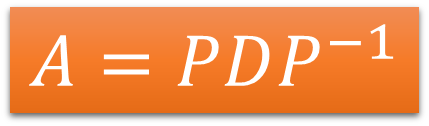 A = PDP⁻¹